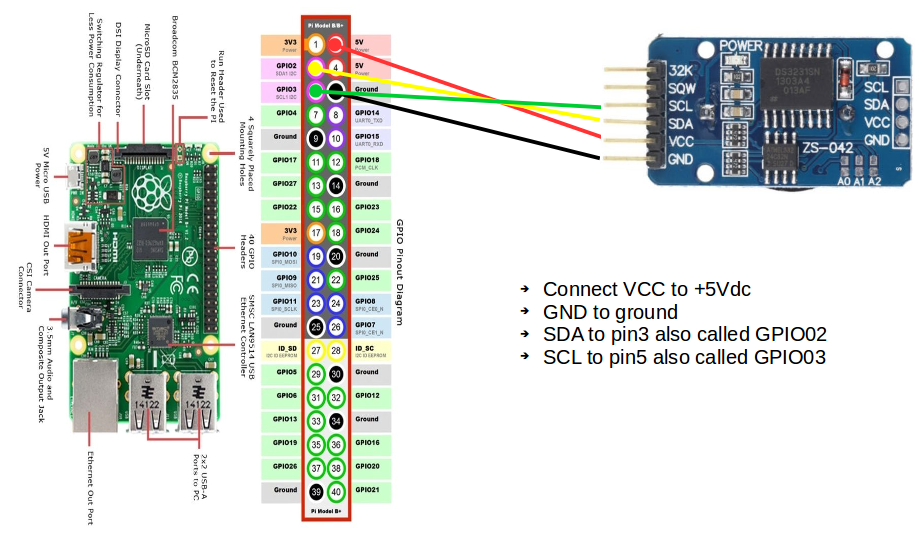 Switching Regulator for
Less Power Consumption
DSI Display Connector
MicroSD Card Slot
(Underneath)
Broadcom BCM2835
Run Header Used
to Reset the PI
4 Squarely Placed
Mounting Holes
5V Micro USB
Power
HDMI Out Port
CSI Camera
Connector
3.5mm Audio and
Composite Output Jack
Ethernet Out Port
2x2 USB-A
Ports to PC
40 GPIO
Headers
SMSC LAN9514 USB
Ethernet Controller
DISPLAY
HDMI
CAMERA
FC CE
14122
14122
Pi Model B/B+
3V3 Power 1 5V Power
GPIO2 SDA1 I2C 4 5V Power
GPIO3 SCL1 I2C Ground
GPIO4 7 8 GPIO14 UART0_TXD
Ground 9 10 GPIO15 UART0_RXD
GPIO17 11 12 GPIO18 PCM_CLK
GPIO27 13 14 Ground
GPIO22 15 16 GPIO23
3V3 Power 17 18 GPIO24
GPIO10 SPI0_MOSI 19 20 Ground
GPIO9 SPI0_MISO 21 22 GPIO25
GPIO11 SPI0_SCLK 23 24 GPIO8 SPI0_CE0_N
Ground 25 26 GPIO7 SPI0_CE1_N
ID_SD I2C ID EEPROM 27 28 ID_SC I2C ID EEPROM
GPIO5 29 30 Ground
GPIO6 31 32 GPIO12
GPIO13 33 34 Ground
GPIO19 35 36 GPIO16
GPIO26 37 38 GPIO20
Ground 39 40 GPIO21
Pi Model B+
GPIO Pinout Diagram
POWER
32K
SQW
SCL
SDA
VCC
GND
DS3231SN
1303A4
013AF
SCL
SDA
VCC
GND
ZS-042
A0 A1 A2
➔ Connect VCC to +5Vdc
➔ GND to ground
➔ SDA to pin3 also called GPIO02
➔ SCL to pin5 also called GPIO03